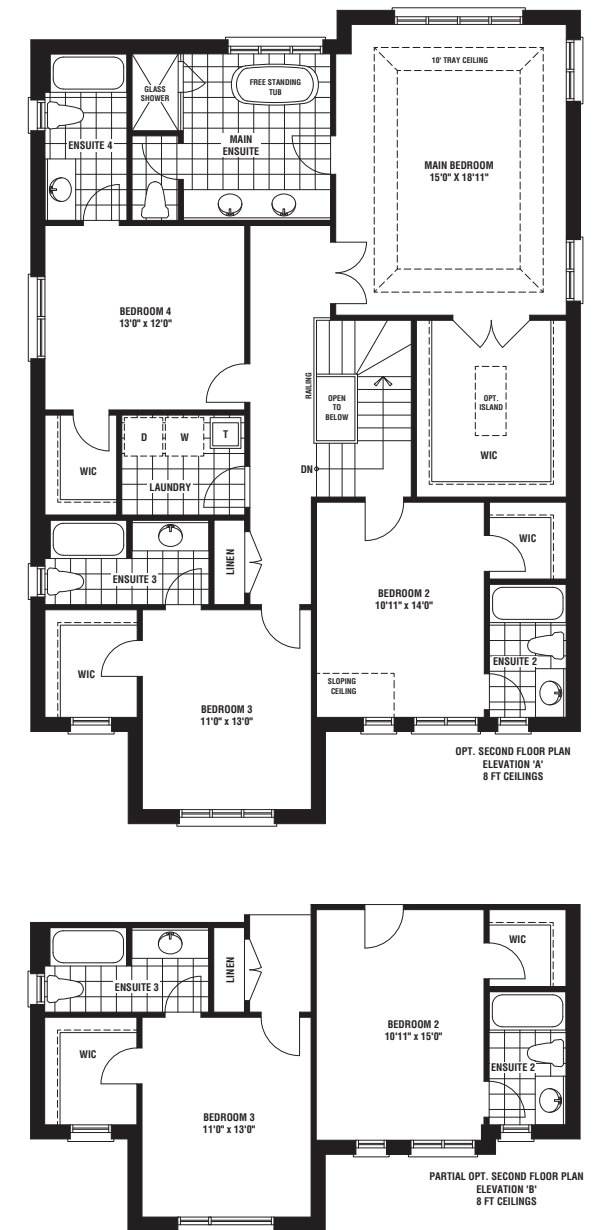 10' TRAY CEILING
GLASS
SHOWER
FREE STANDING
TUB
ENSUITE 4
MAIN
ENSUITE
MAIN BEDROOM
15'0" X 18'11"
BEDROOM 4
13'0" x 12'0"
RAILING
OPEN
TO
BELOW
OPT.
ISLAND
WIC
D
W
T
WIC
LAUNDRY
DN
WIC
LINEN
ENSUITE 3
BEDROOM 2
10'11" x 14'0"
ENSUITE 2
WIC
SLOPING
CEILING
BEDROOM 3
11'0" x 13'0"
OPT. SECOND FLOOR PLAN
ELEVATION 'A'
8 FT CEILINGS
WIC
LINEN
ENSUITE 3
BEDROOM 2
10'11" x 15'0"
WIC
ENSUITE 2
BEDROOM 3
11'0" x 13'0"
PARTIAL OPT. SECOND FLOOR PLAN
ELEVATION 'B'
8 FT CEILINGS